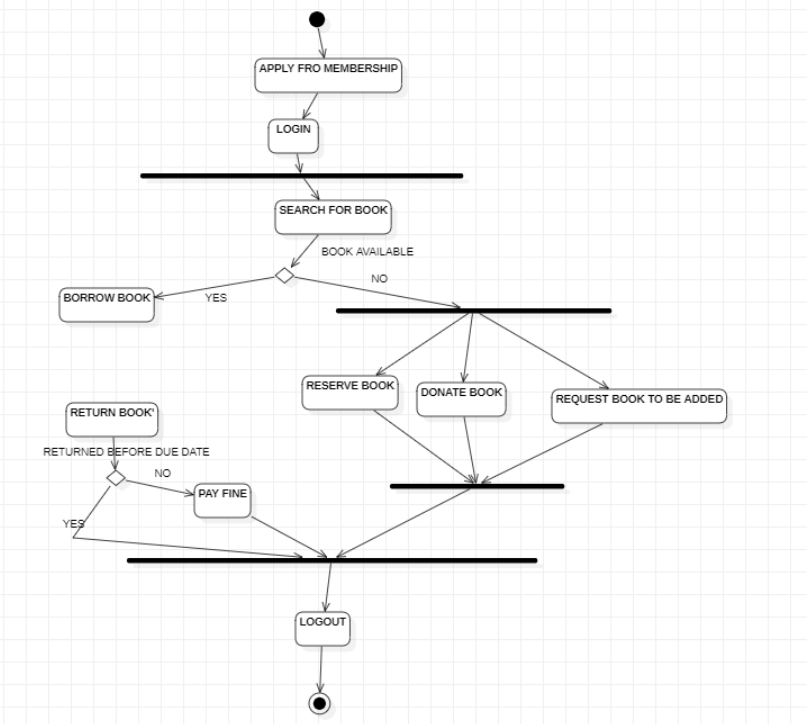 APPLY FRO MEMBERSHIP
LOGIN
SEARCH FOR BOOK
BOOK AVAILABLE
NO
YES
BORROW BOOK
RESERVE BOOK
DONATE BOOK
REQUEST BOOK TO BE ADDED
RETURN BOOK'
RETURNED BEFORE DUE DATE
NO
PAY FINE
YES
LOGOUT